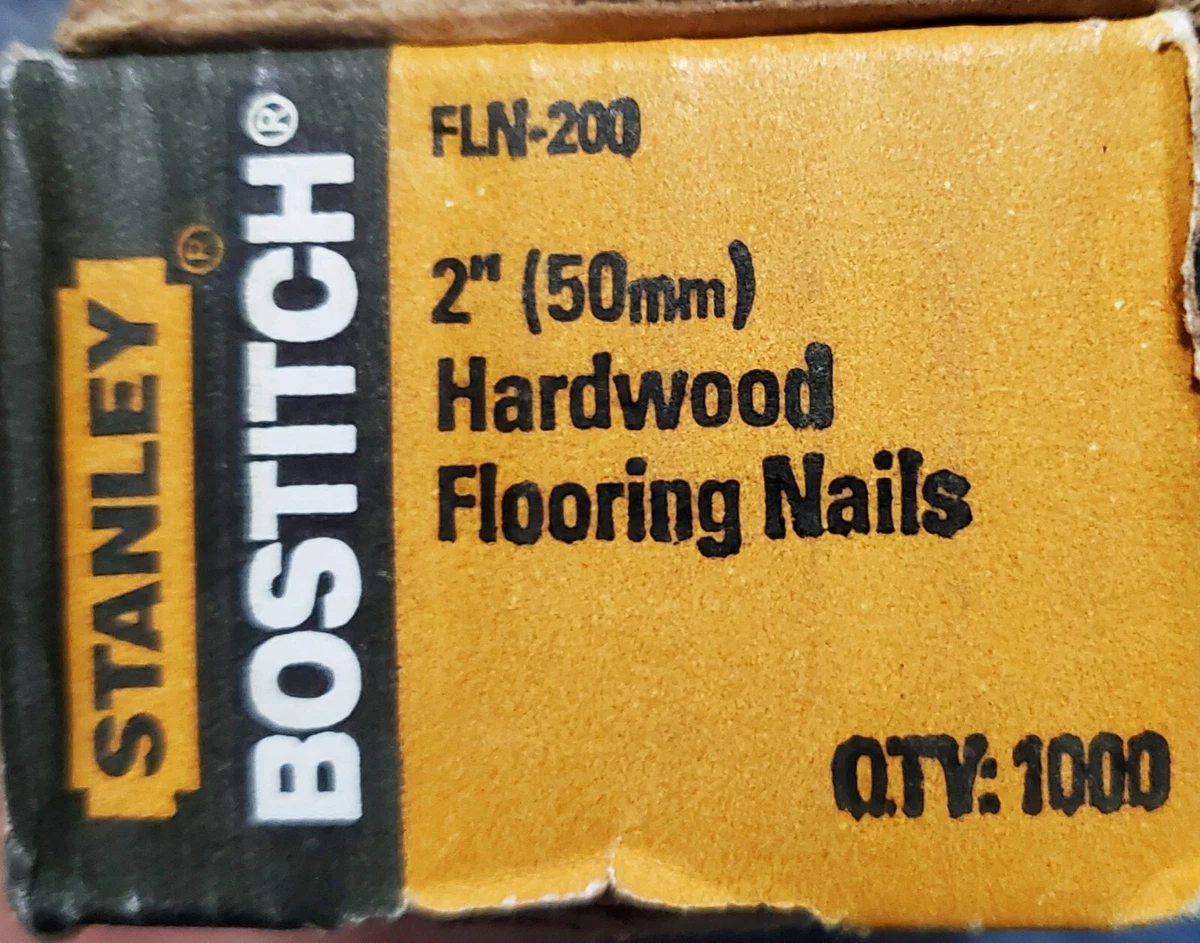 STANLEY®
BOSTITCH®
FLN-200
2" (50mm)
Hardwood
Flooring Nails
QTY: 1000